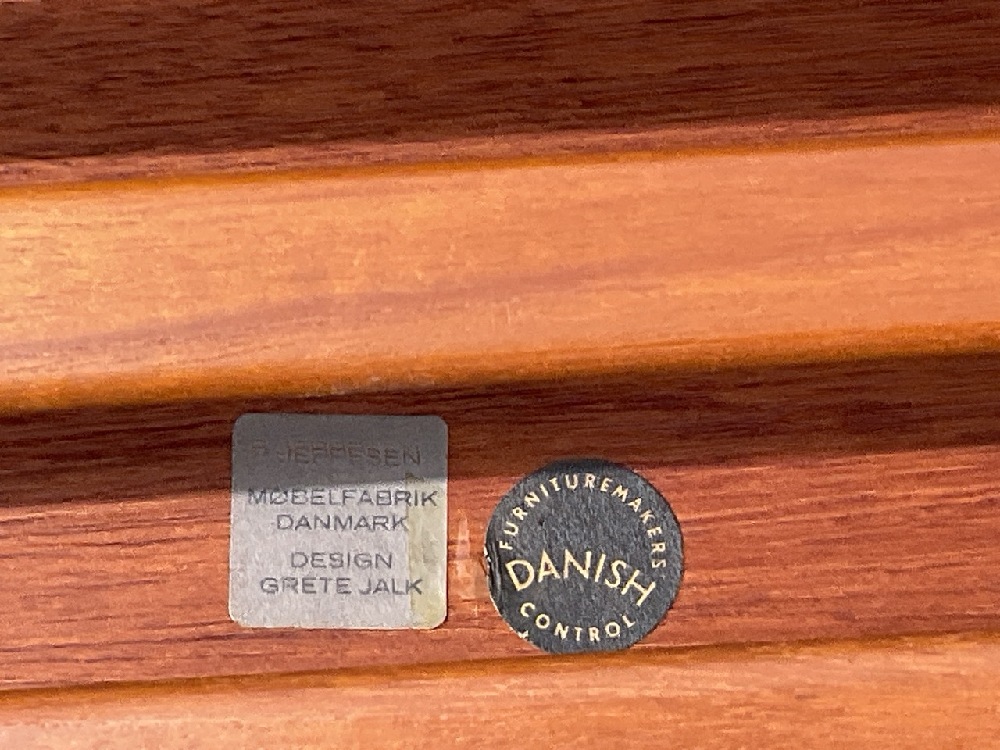 P. JEPPESEN
MØBELFABRIK
DANMARK
DESIGN
GRETE JALK
FURNITUREMAKERS
DANISH
CONTROL